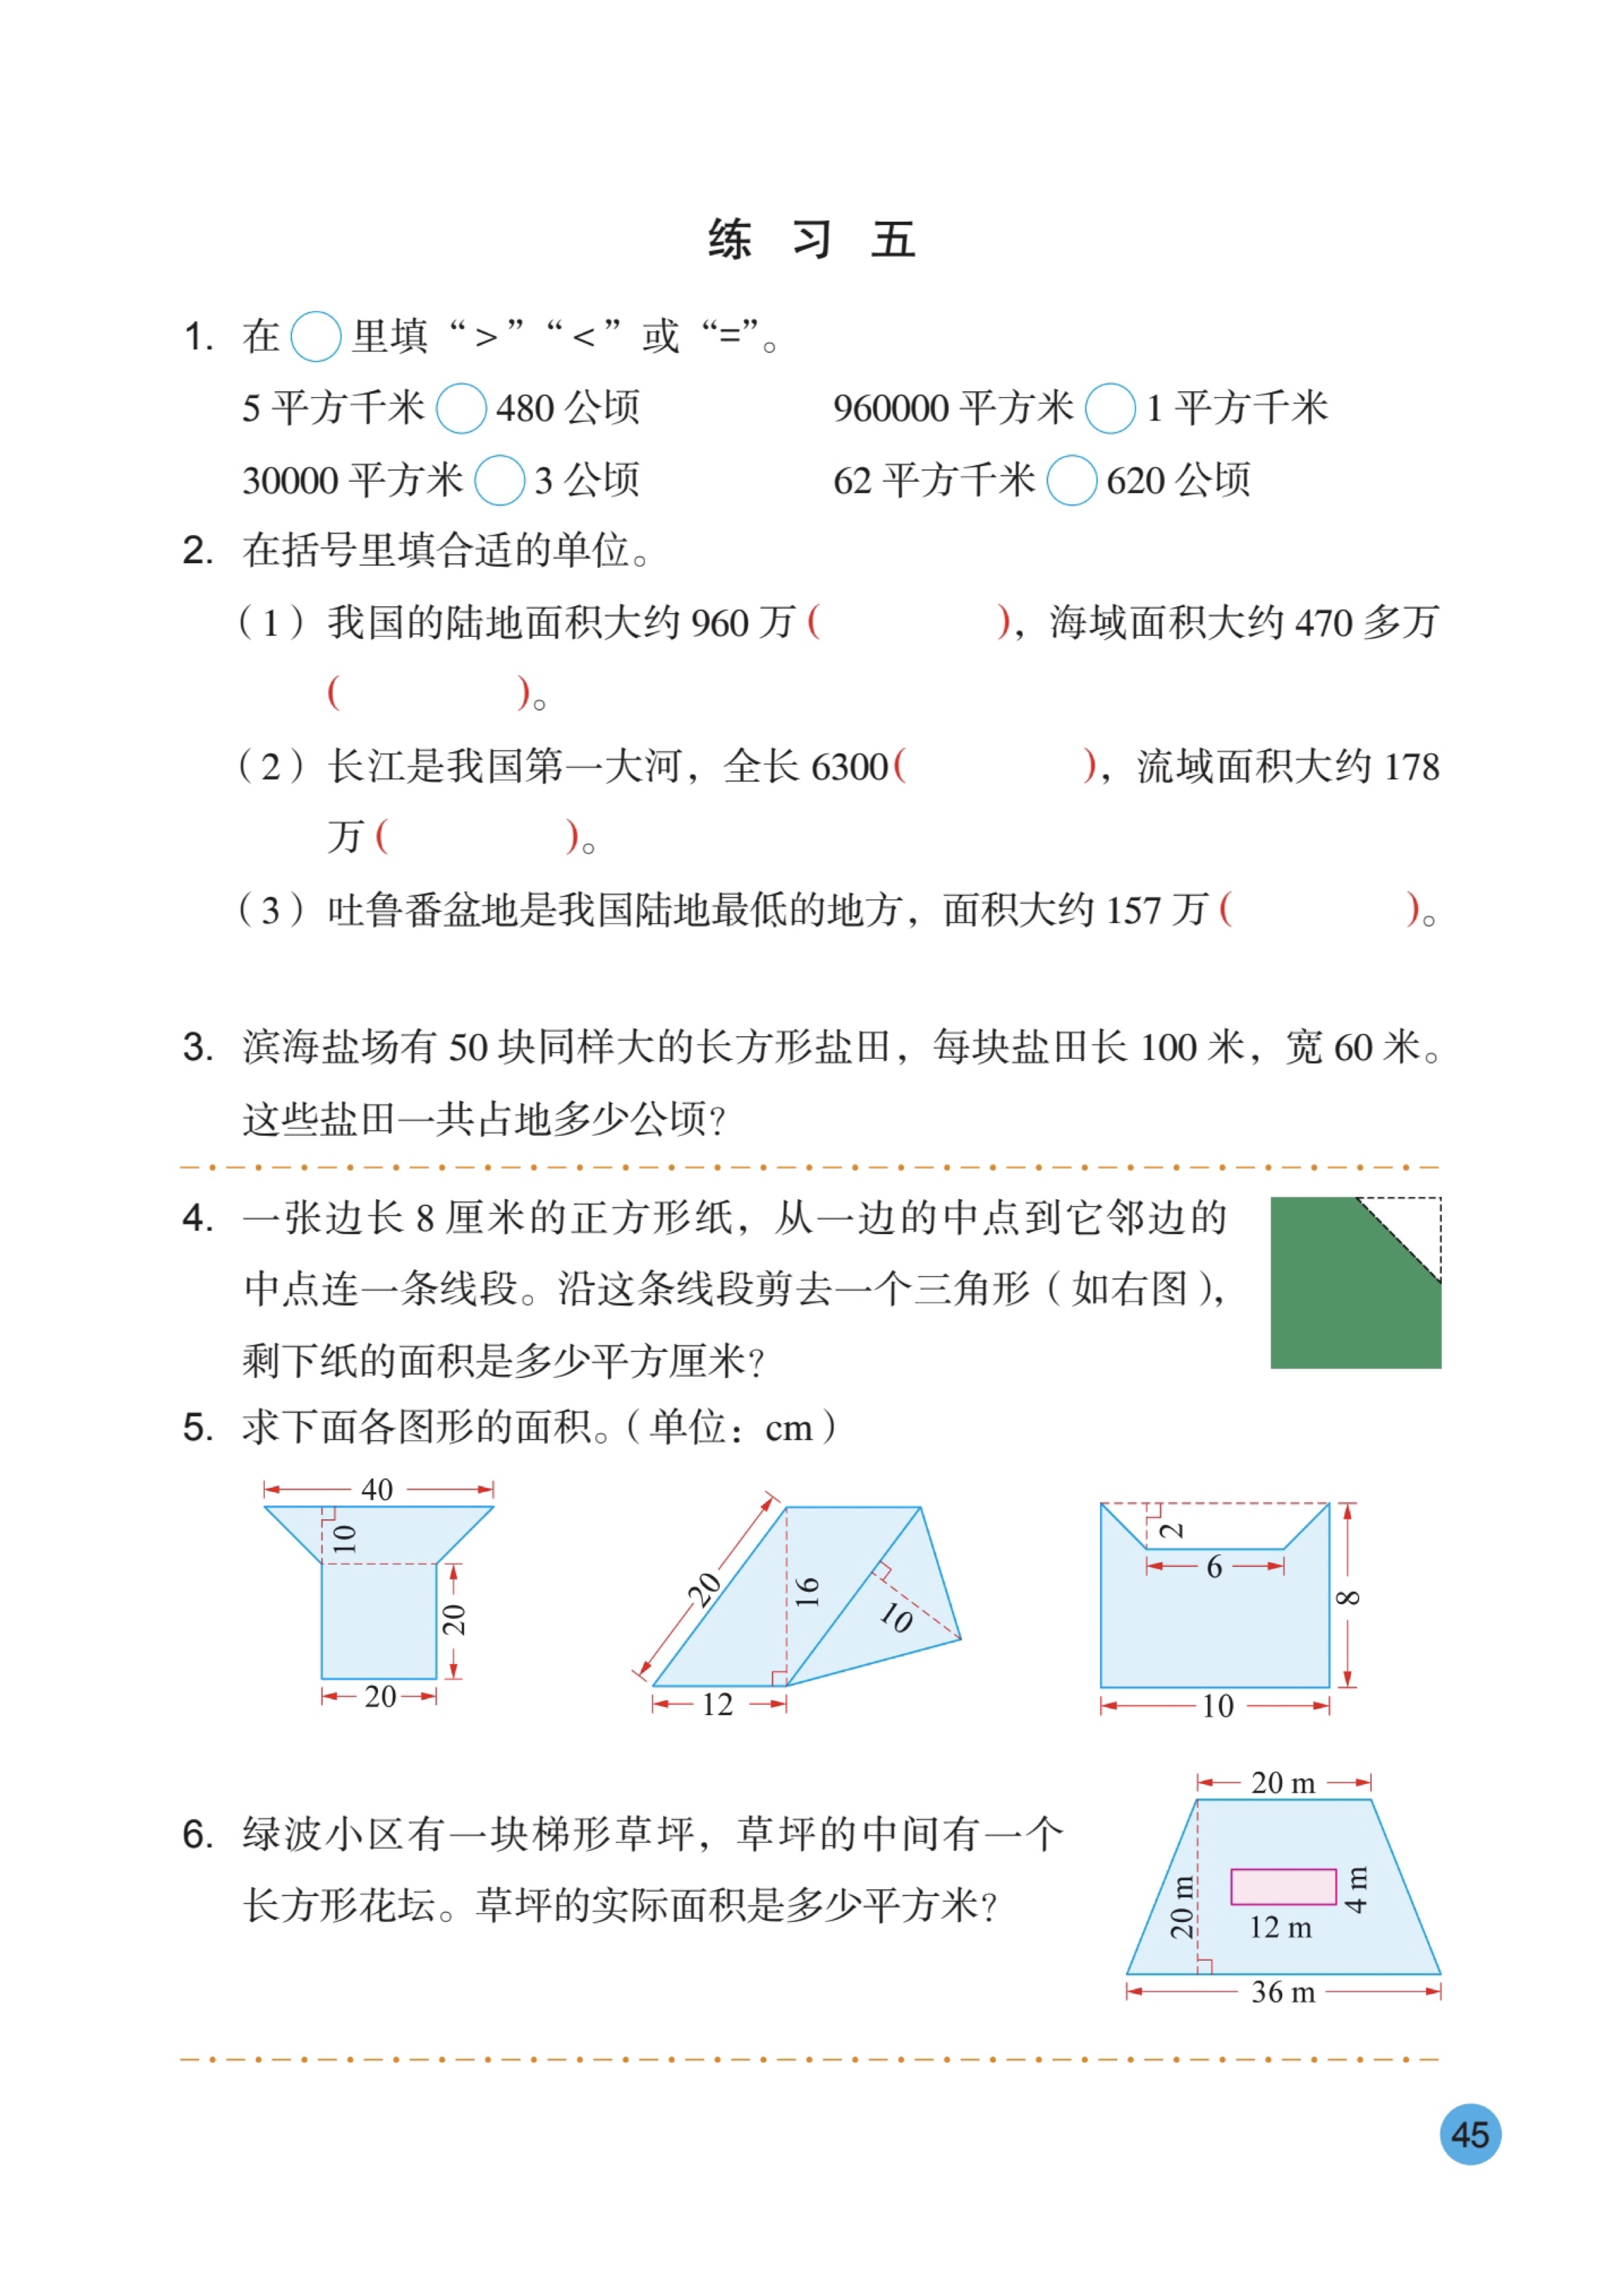 练 习 五
1. 在○里填“>”“<”或“=”。
5 平方千米○480 公顷 960000 平方米○1 平方千米
30000 平方米○3 公顷 62 平方千米○620 公顷
2. 在括号里填合适的单位。
（1）我国的陆地面积大约 960 万(    )，海域面积大约 470 多万
(    )。
（2）长江是我国第一大河，全长 6300(    )，流域面积大约 178
万(    )。
（3）吐鲁番盆地是我国陆地最低的地方，面积大约 157 万(    )。
3. 滨海盐场有 50 块同样大的长方形盐田，每块盐田长 100 米，宽 60 米。
这些盐田一共占地多少公顷？
4. 一张边长 8 厘米的正方形纸，从一边的中点到它邻边的
中点连一条线段。沿这条线段剪去一个三角形（如右图），
剩下纸的面积是多少平方厘米？
5. 求下面各图形的面积。（单位：cm）
40
10
20
20
20
16
10
12
2
6
8
10
6. 绿波小区有一块梯形草坪，草坪的中间有一个
长方形花坛。草坪的实际面积是多少平方米？
20 m
20 m
4 m
12 m
36 m
45